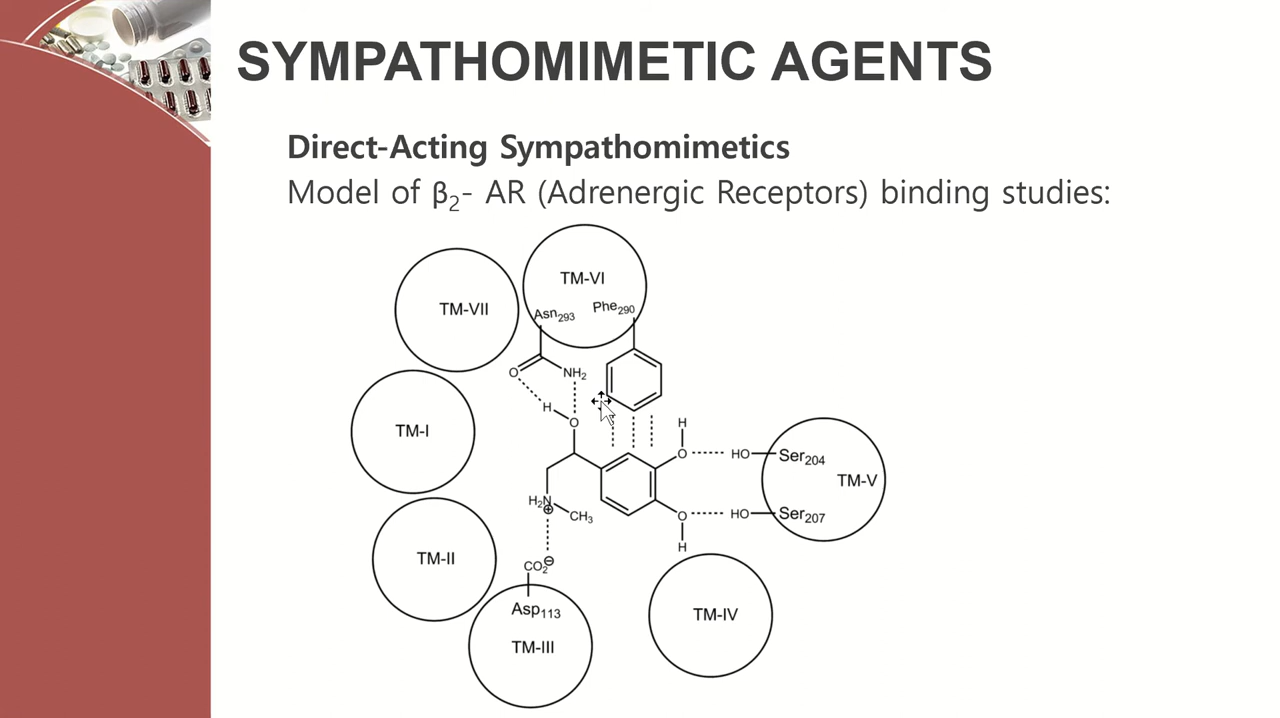 SYMPATHOMIMETIC AGENTS
Direct-Acting Sympathomimetics
Model of β₂- AR (Adrenergic Receptors) binding studies:
TM-VI
Asn₂₉₃ Phe₂₉₀
TM-VII
O NH₂
H
O
H
TM-I
O HO Ser₂₀₄
TM-V
H₂N
⊕ CH₃
O HO Ser₂₀₇
H
TM-II
CO₂⊖
Asp₁₁₃
TM-IV
TM-III